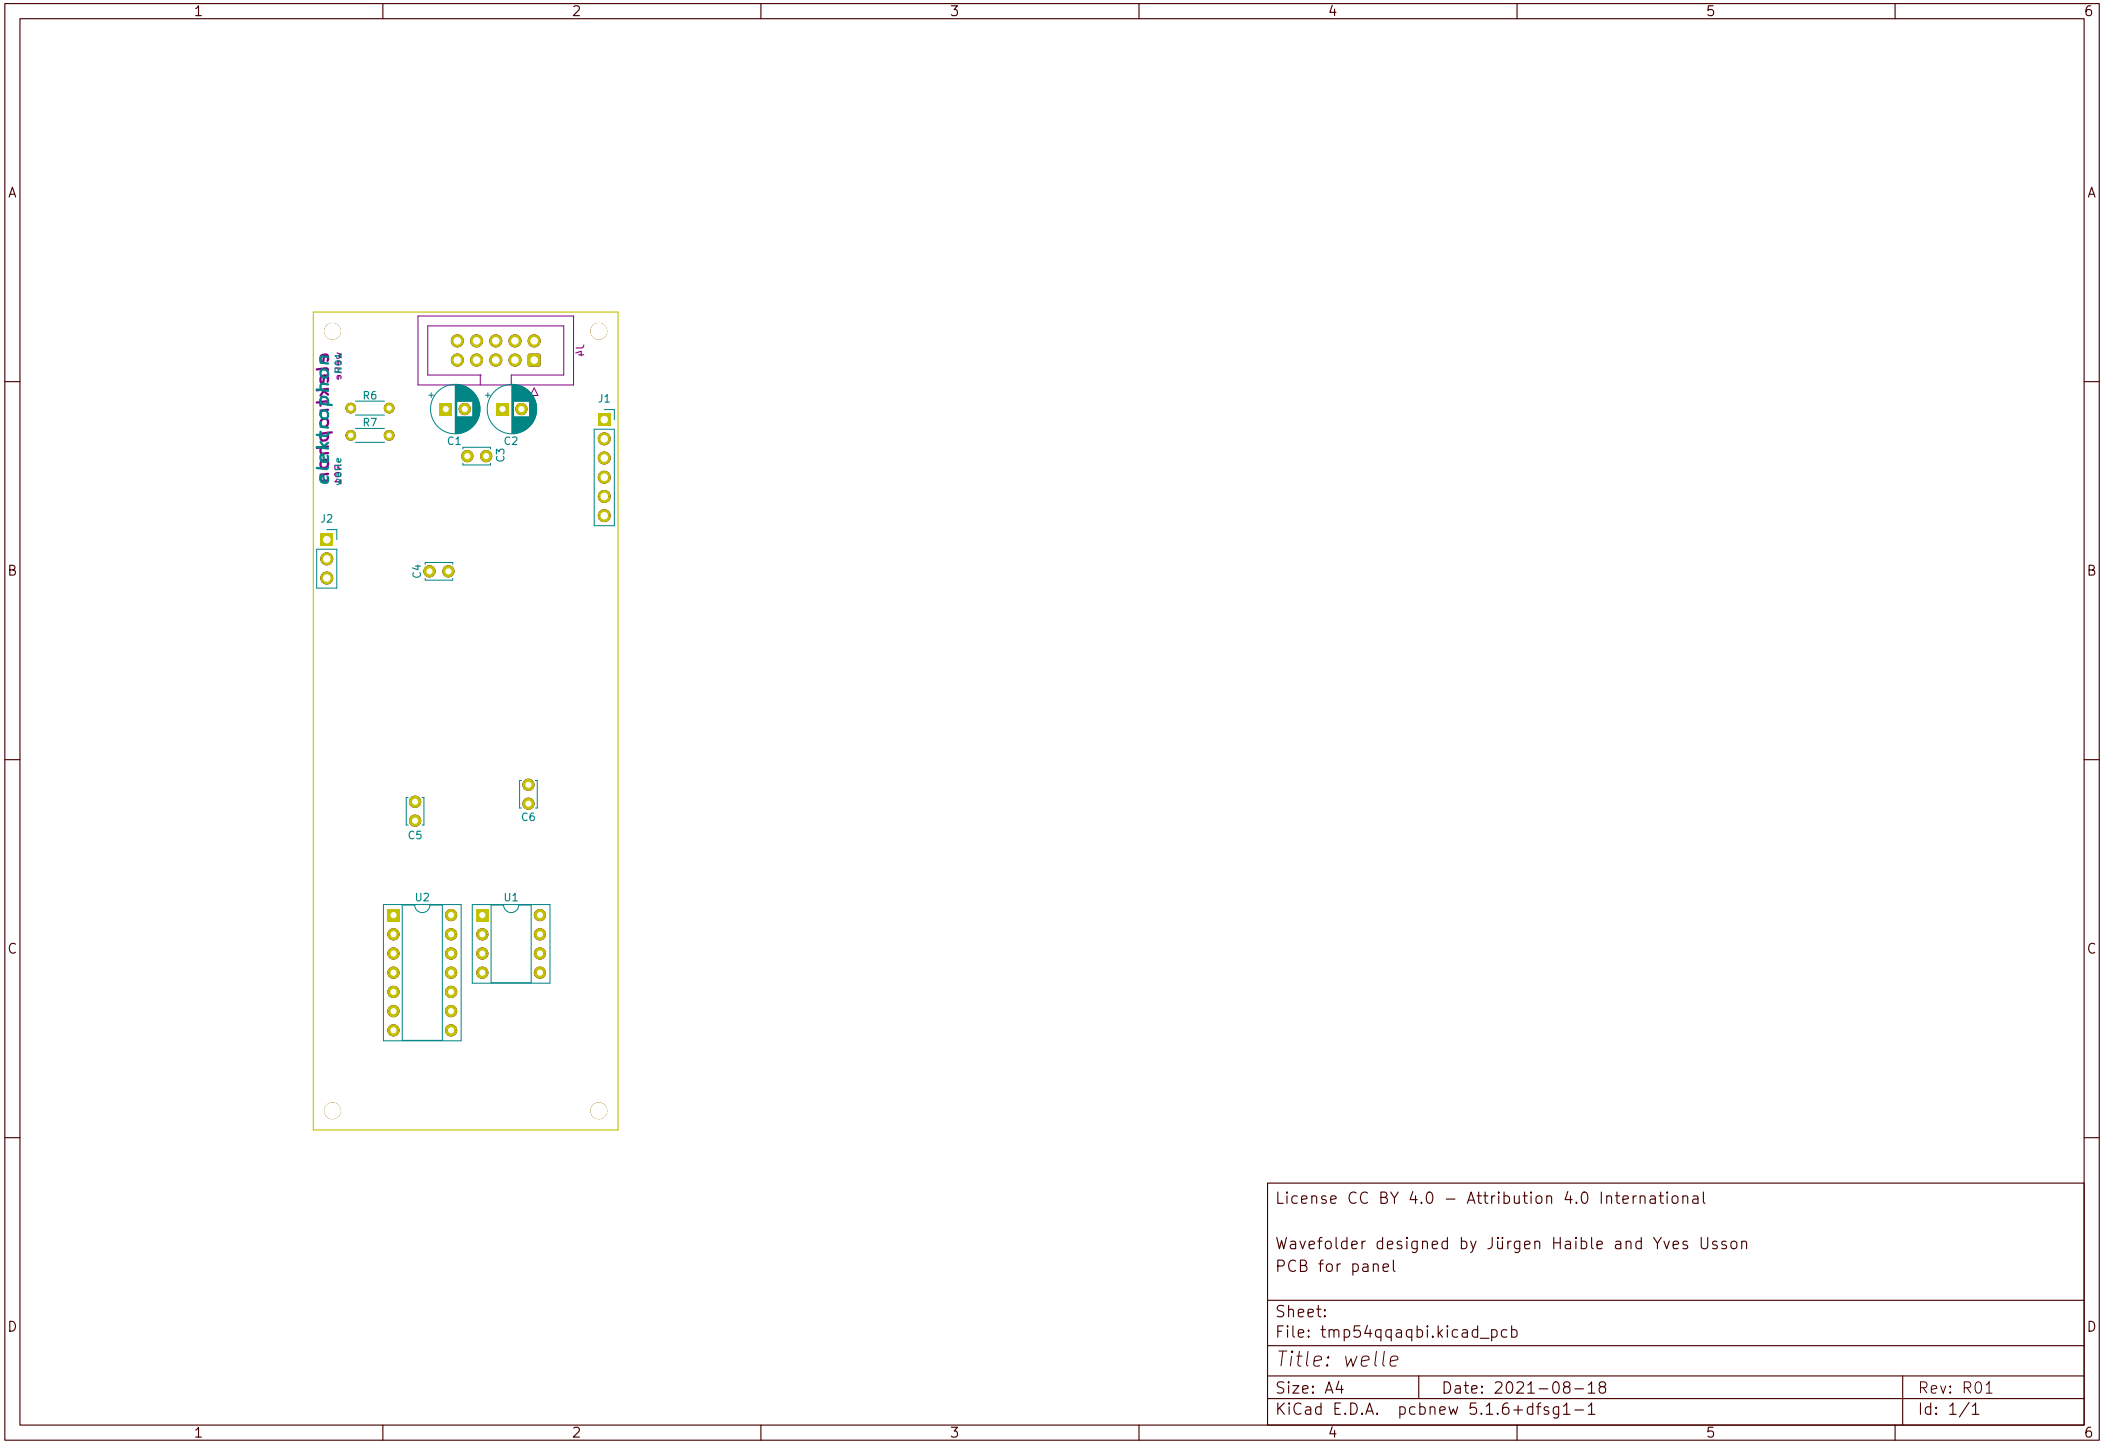 1 2 3 4 5 6
A A
J4
R6
+ +
J1
R7
C1 C2
C3
welle
welle
J2
C4
B B
C5
C6
U2 U1
C C
License CC BY 4.0 - Attribution 4.0 International
Wavefolder designed by Jürgen Haible and Yves Usson
PCB for panel
Sheet:
File: tmp54qqaqbi.kicad_pcb
D D
Title: welle
Size: A4 Date: 2021-08-18 Rev: R01
KiCad E.D.A. pcbnew 5.1.6+dfsg1-1 Id: 1/1
1 2 3 4 5 6